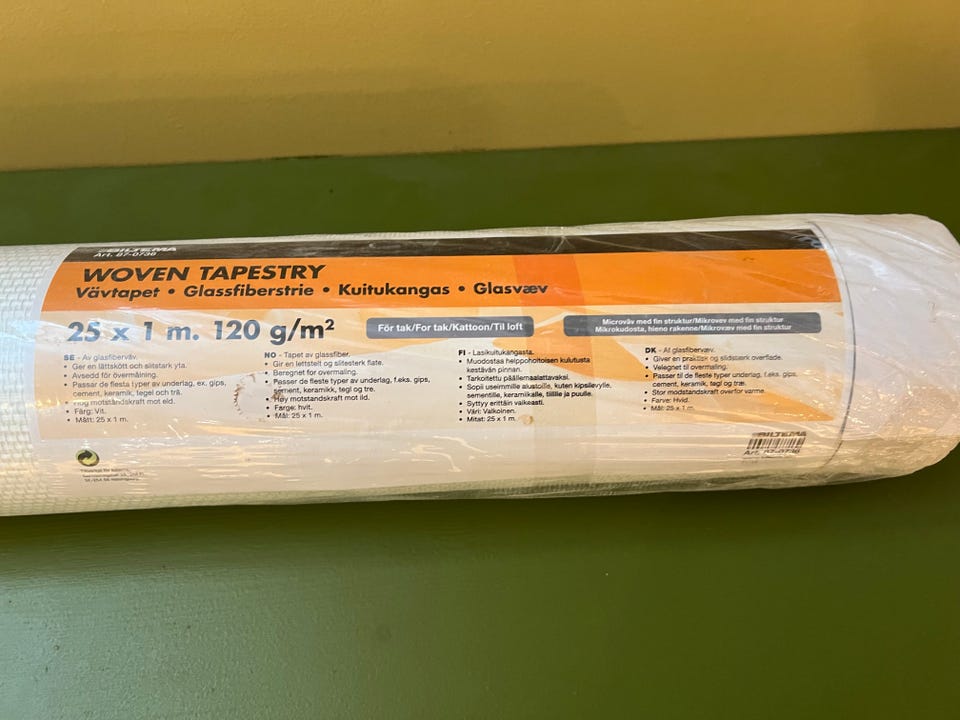 BILTEMA
Art. 87-0736
WOVEN TAPESTRY
Vävtapet • Glassfiberstrie • Kuitukangas • Glasvæv
25 x 1 m. 120 g/m²
För tak/For tak/Kattoon/Til loft
Microväv med fin struktur/Mikrovev med fin struktur
Mikrokudosta, hieno rakenne/Mikrovæv med fin struktur
SE - Av glasfiberväv.
• Ger en lättskött och slitstark yta.
• Avsedd för övermålning.
• Passar de flesta typer av underlag, ex. gips,
cement, keramik, tegel och trä.
• Hög motståndskraft mot eld.
• Färg: Vit.
• Mått: 25 x 1 m.
NO - Tapet av glassfiber.
• Gir en lettstelt og slitesterk flate.
• Beregnet for overmaling.
• Passer de fleste typer av underlag, f.eks. gips,
cement, keramikk, tegl og tre.
• Høy motstandskraft mot ild.
• Farge: hvit.
• Mål: 25 x 1 m.
FI - Lasikuitukangasta.
• Muodostaa helppohoitoisen kulutusta
kestävän pinnan.
• Tarkoitettu päällemaalattavaksi.
• Sopii useimmille alustoille, kuten kipsilevylle,
sementille, keramiikalle, tiilille ja puulle.
• Syttyy erittäin vaikeasti.
• Väri: Valkoinen.
• Mitat: 25 x 1 m.
DK - Af glasfibervæv.
• Giver en praktisk og slidstærk overflade.
• Velegnet til overmaling.
• Passer til de fleste typer underlag, f.eks. gips,
cement, keramik, tegl og træ.
• Stor modstandskraft overfor varme.
• Farve: Hvid.
• Mål: 25 x 1 m.
BILTEMA
Art. 87-0736